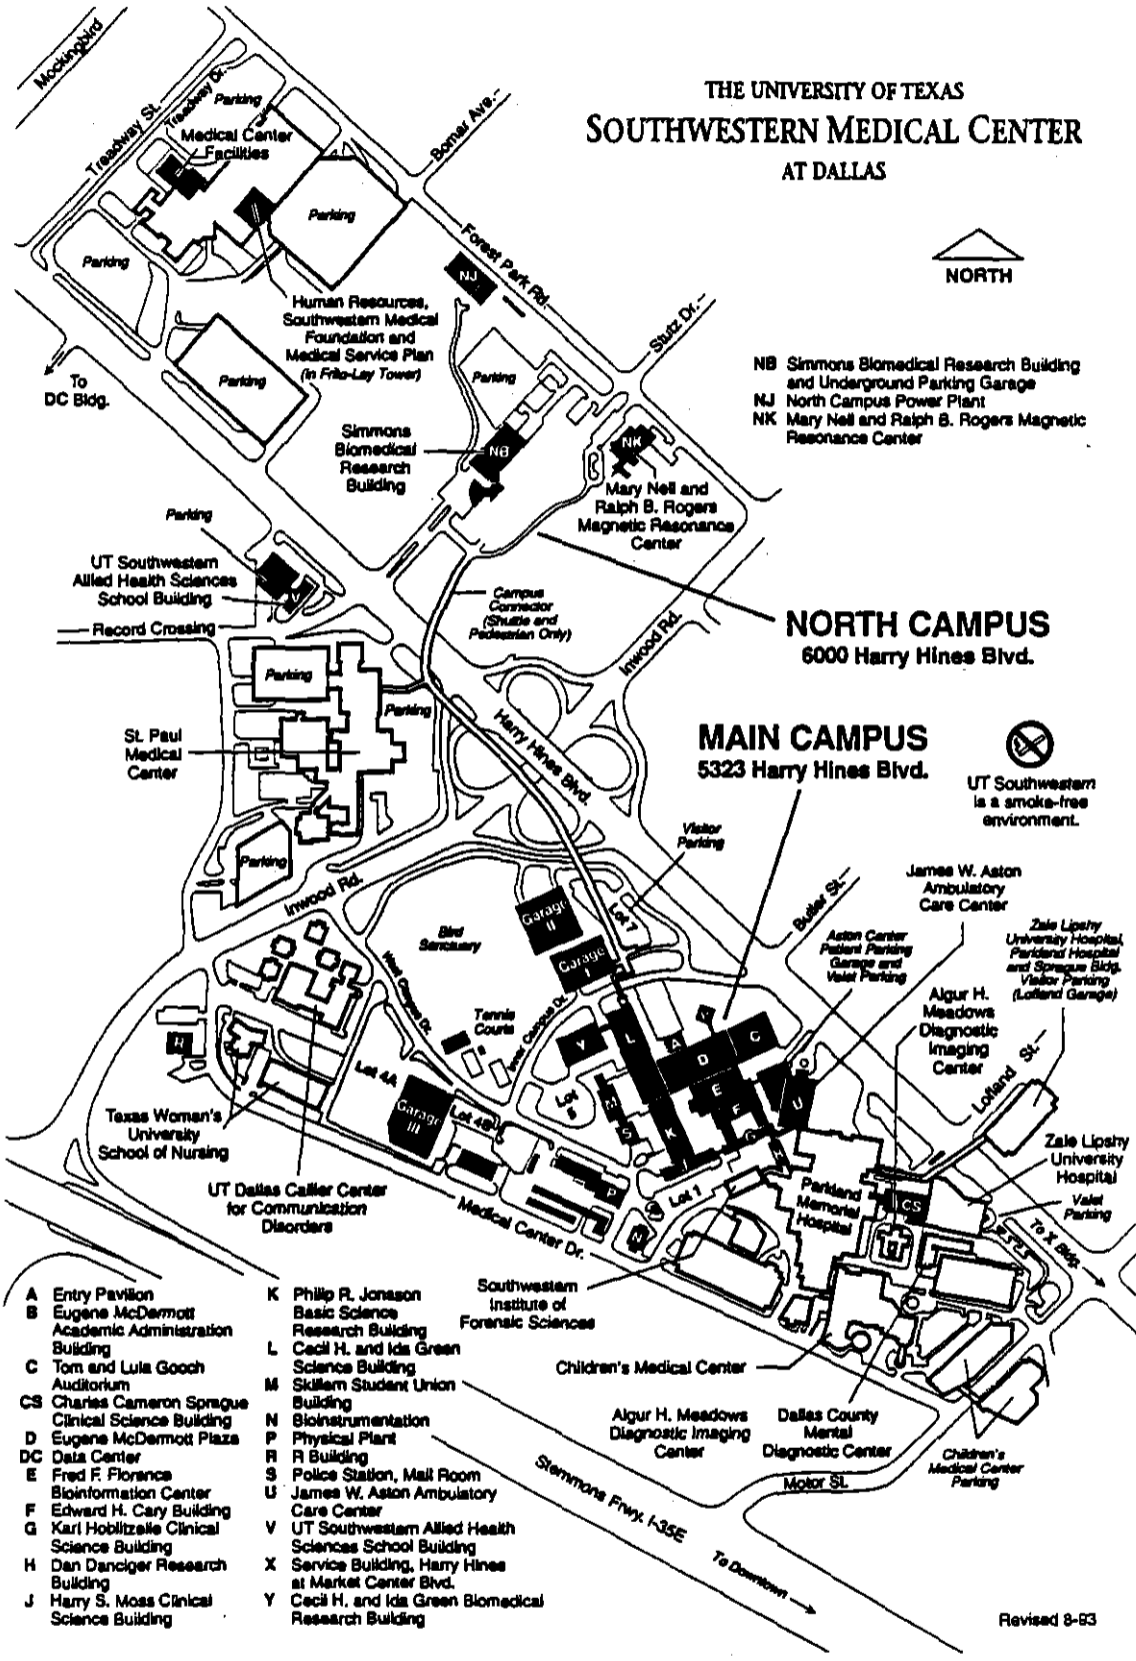 Mockingbird
Treadway St.
Treadway Dr.
Parking
Medical Center
Facilities
Bomar Ave.
THE UNIVERSITY OF TEXAS
SOUTHWESTERN MEDICAL CENTER
AT DALLAS
Parking
Parking
NORTH
Forest Park Rd.
NJ
Human Resources,
Southwestern Medical
Foundation and
Medical Service Plan
(in Frito-Lay Tower)
Stutz Dr.
To
DC Bldg.
Parking
Parking
NB Simmons Biomedical Research Building
and Underground Parking Garage
NJ North Campus Power Plant
NK Mary Nell and Ralph B. Rogers Magnetic
Resonance Center
Simmons
Biomedical
Research
Building
NB
NK
Mary Nell and
Ralph B. Rogers
Magnetic Resonance
Center
Parking
UT Southwestern
Allied Health Sciences
School Building
V
Record Crossing
Campus
Connector
(Shuttle and
Pedestrian Only)
Inwood Rd.
NORTH CAMPUS
6000 Harry Hines Blvd.
Parking
Parking
St. Paul
Medical
Center
Harry Hines Blvd.
MAIN CAMPUS
5323 Harry Hines Blvd.
UT Southwestern
is a smoke-free
environment.
Visitor
Parking
Parking
Inwood Rd.
Butler St.
James W. Aston
Ambulatory
Care Center
Garage
II
Lot 7
Bird
Sanctuary
Aston Center
Patient Parking
Garage and
Valet Parking
Zale Lipshy
University Hospital,
Parkland Hospital
and Sprague Bldg.
Visitor Parking
(Lofland Garage)
Garage
I
West Campus Dr.
Algur H.
Meadows
Diagnostic
Imaging
Center
Tennis
Courts
Inner Campus Dr.
H
Y
L
A
D
C
Lofland St.
Lot 4A
Garage
III
Lot 4B
Lot
6
M
S
K
E
F
U
Texas Woman's
University
School of Nursing
Zale Lipshy
University
Hospital
UT Dallas Callier Center
for Communication
Disorders
P
Lot 1
Parkland
Memorial
Hospital
CS
Valet
Parking
Medical Center Dr.
N
To X Bldg.
Southwestern
Institute of
Forensic Sciences
A Entry Pavilion
B Eugene McDermott
Academic Administration
Building
C Tom and Lula Gooch
Auditorium
CS Charles Cameron Sprague
Clinical Science Building
D Eugene McDermott Plaza
DC Data Center
E Fred F. Florence
Bioinformation Center
F Edward H. Cary Building
G Karl Hoblitzelle Clinical
Science Building
H Dan Danciger Research
Building
J Harry S. Moss Clinical
Science Building
K Philip R. Jonsson
Basic Science
Research Building
L Cecil H. and Ida Green
Science Building
M Skillern Student Union
Building
N Bioinstrumentation
P Physical Plant
R R Building
S Police Station, Mail Room
U James W. Aston Ambulatory
Care Center
V UT Southwestern Allied Health
Sciences School Building
X Service Building, Harry Hines
at Market Center Blvd.
Y Cecil H. and Ida Green Biomedical
Research Building
Children's Medical Center
Algur H. Meadows
Diagnostic Imaging
Center
Dallas County
Mental
Diagnostic Center
Children's
Medical Center
Parking
Motor St.
Stemmons Frwy. I-35E
To Downtown
Revised 8-93